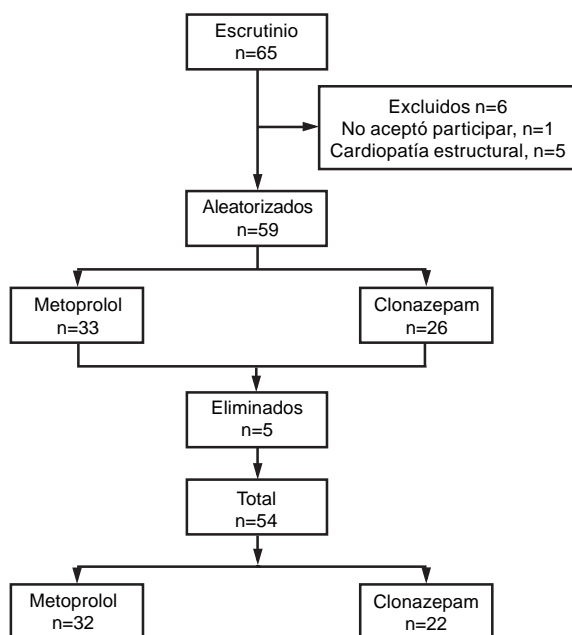 Escrutinio
n=65
Excluidos n=6
No aceptó participar, n=1
Cardiopatía estructural, n=5
Aleatorizados
n=59
Metoprolol
n=33
Clonazepam
n=26
Eliminados
n=5
Total
n=54
Metoprolol
n=32
Clonazepam
n=22